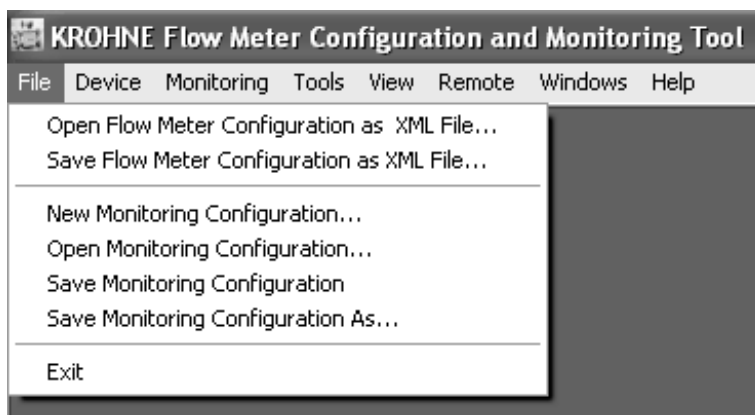 KROHNE Flow Meter Configuration and Monitoring Tool
File Device Monitoring Tools View Remote Windows Help
Open Flow Meter Configuration as XML File...
Save Flow Meter Configuration as XML File...
New Monitoring Configuration...
Open Monitoring Configuration...
Save Monitoring Configuration
Save Monitoring Configuration As...
Exit